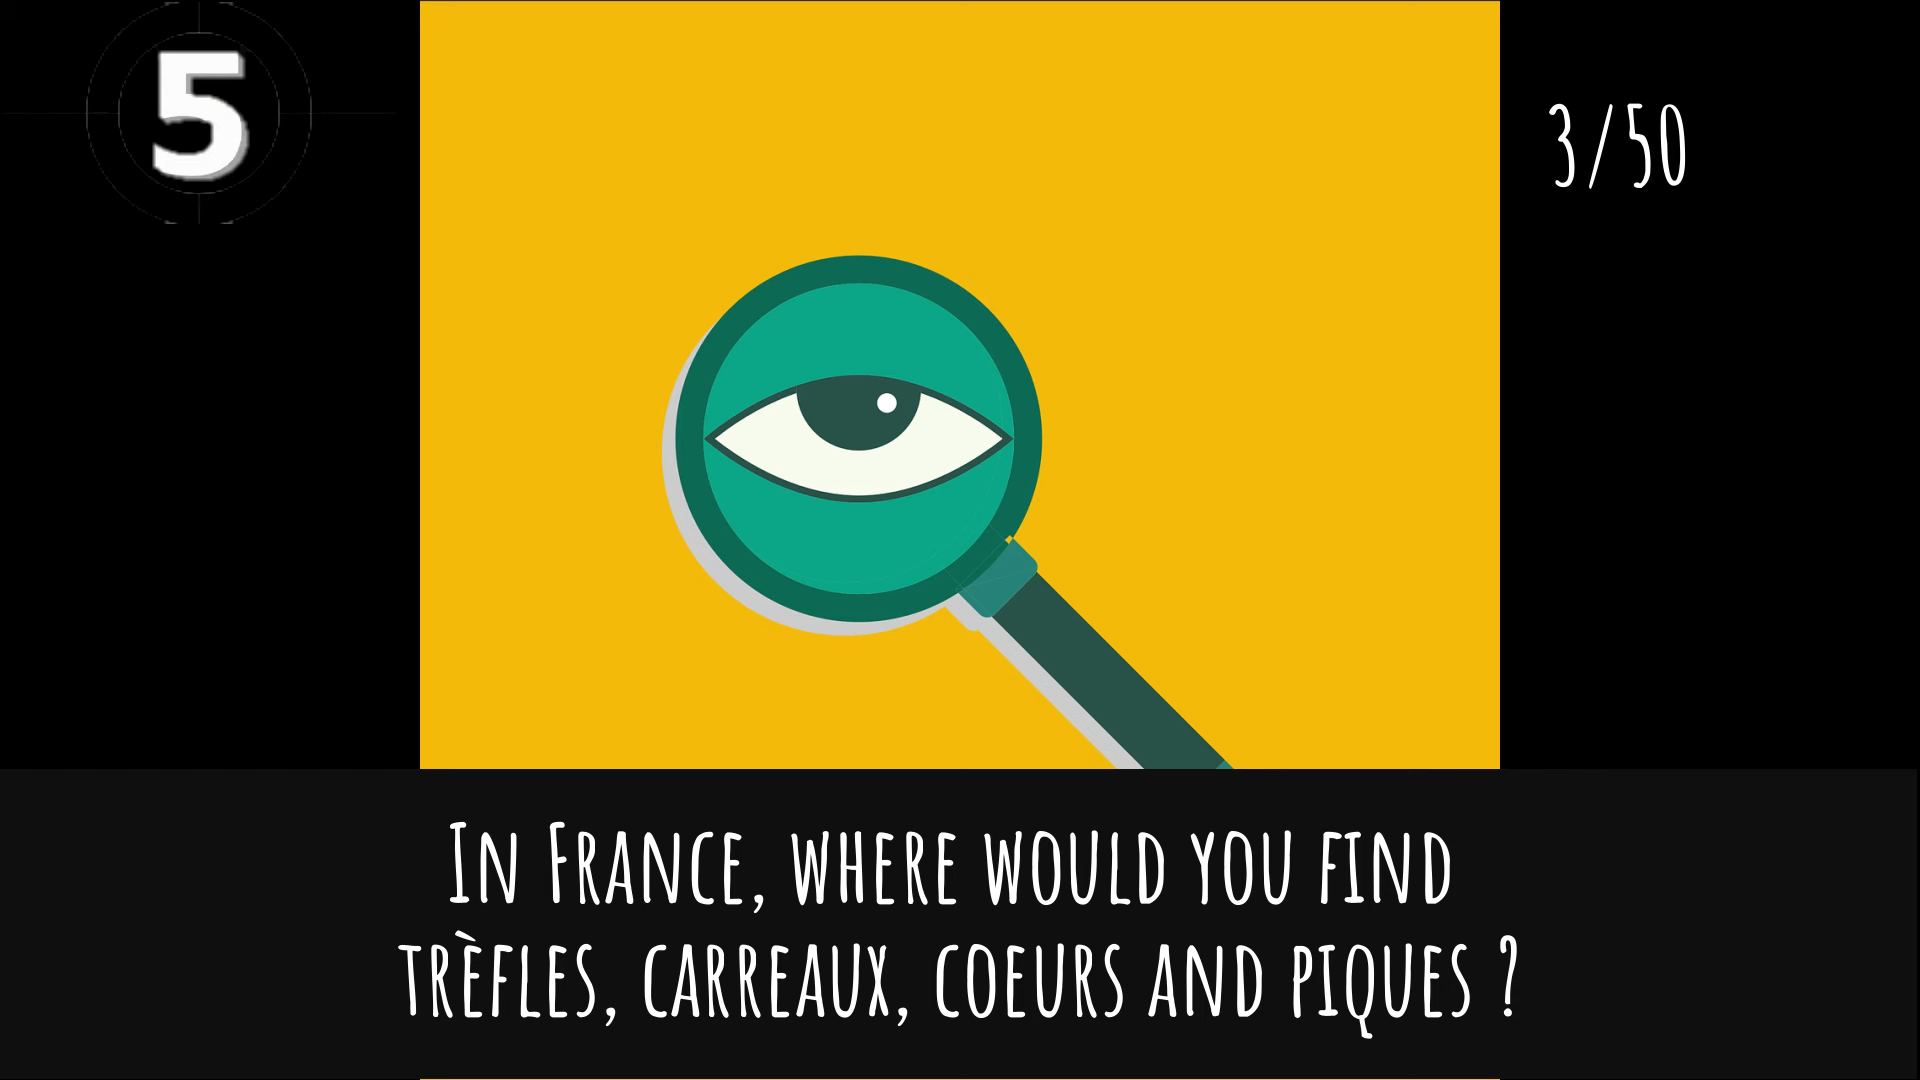 5
3/50
In France, where would you find
trèfles, carreaux, coeurs and piques ?